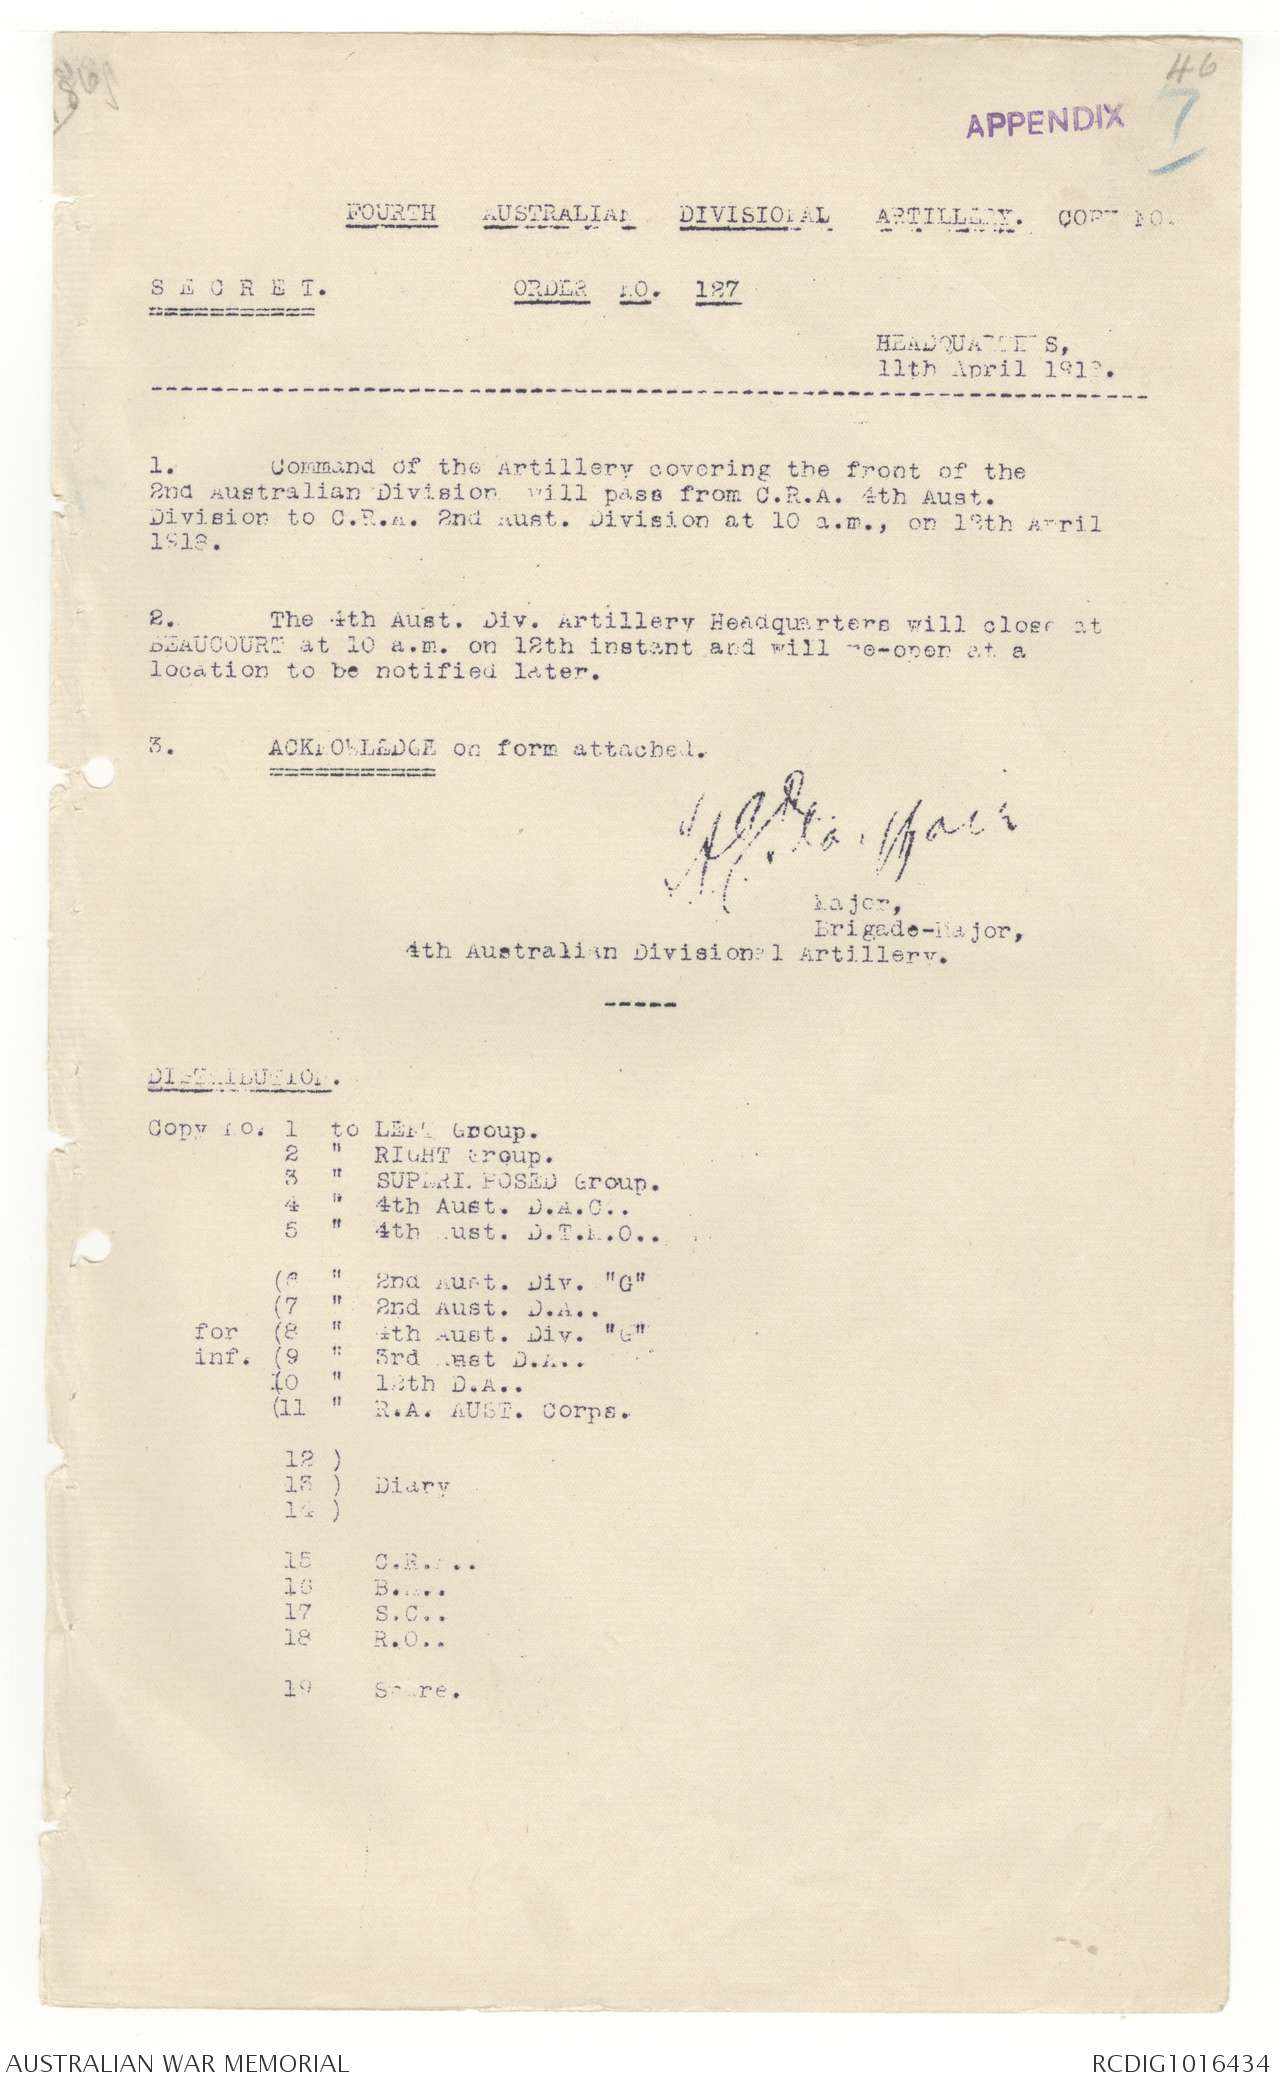 46
APPENDIX 7
FOURTH AUSTRALIAN DIVISIONAL ARTILLERY. COPY NO.
S E C R E T.
ORDER NO. 127
HEADQUARTERS,
11th April 1918.
1. Command of the Artillery covering the front of the
2nd Australian Division will pass from C.R.A. 4th Aust.
Division to C.R.A. 2nd Aust. Division at 10 a.m., on 12th April
1918.
2. The 4th Aust. Div. Artillery Headquarters will close at
BEAUCOURT at 10 a.m. on 12th instant and will re-open at a
location to be notified later.
3. ACKNOWLEDGE on form attached.
Major,
Brigade-Major,
4th Australian Divisional Artillery.
-----
DISTRIBUTION.
Copy No. 1 to LEFT Group.
2 " RIGHT Group.
3 " SUPERIMPOSED Group.
4 " 4th Aust. D.A.C..
5 " 4th Aust. D.T.M.O..
(6 " 2nd Aust. Div. "G"
(7 " 2nd Aust. D.A..
for (8 " 4th Aust. Div. "G"
inf. (9 " 3rd Aust D.A..
(10 " 12th D.A..
(11 " R.A. AUST. Corps.
12 )
13 ) Diary
14 )
15 C.R.A..
16 B.M..
17 S.C..
18 R.O..
19 Spare.
AUSTRALIAN WAR MEMORIAL
RCDIG1016434